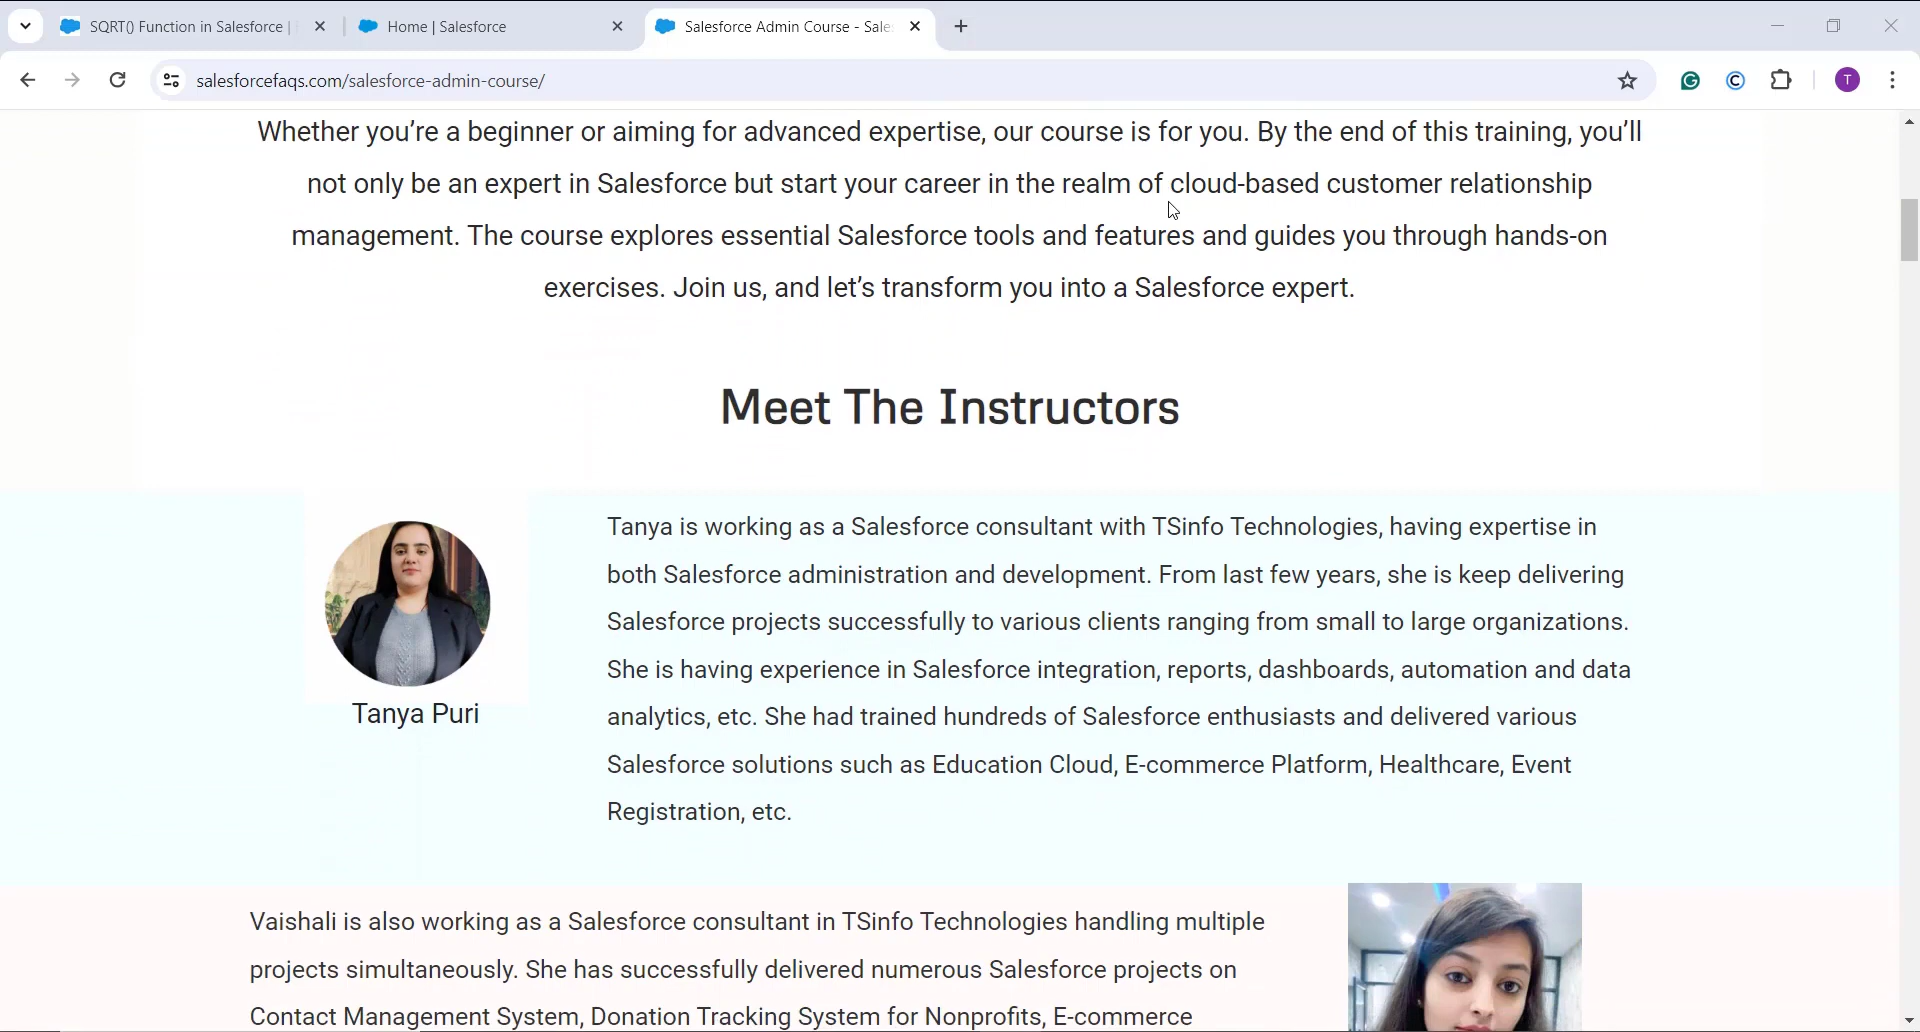 SQRT() Function in Salesforce |
Home | Salesforce
Salesforce Admin Course - Sale
salesforcefaqs.com/salesforce-admin-course/
T
Whether you’re a beginner or aiming for advanced expertise, our course is for you. By the end of this training, you’ll
not only be an expert in Salesforce but start your career in the realm of cloud-based customer relationship
management. The course explores essential Salesforce tools and features and guides you through hands-on
exercises. Join us, and let’s transform you into a Salesforce expert.
Meet The Instructors
Tanya is working as a Salesforce consultant with TSinfo Technologies, having expertise in
both Salesforce administration and development. From last few years, she is keep delivering
Salesforce projects successfully to various clients ranging from small to large organizations.
She is having experience in Salesforce integration, reports, dashboards, automation and data
analytics, etc. She had trained hundreds of Salesforce enthusiasts and delivered various
Salesforce solutions such as Education Cloud, E-commerce Platform, Healthcare, Event
Registration, etc.
Tanya Puri
Vaishali is also working as a Salesforce consultant in TSinfo Technologies handling multiple
projects simultaneously. She has successfully delivered numerous Salesforce projects on
Contact Management System, Donation Tracking System for Nonprofits, E-commerce